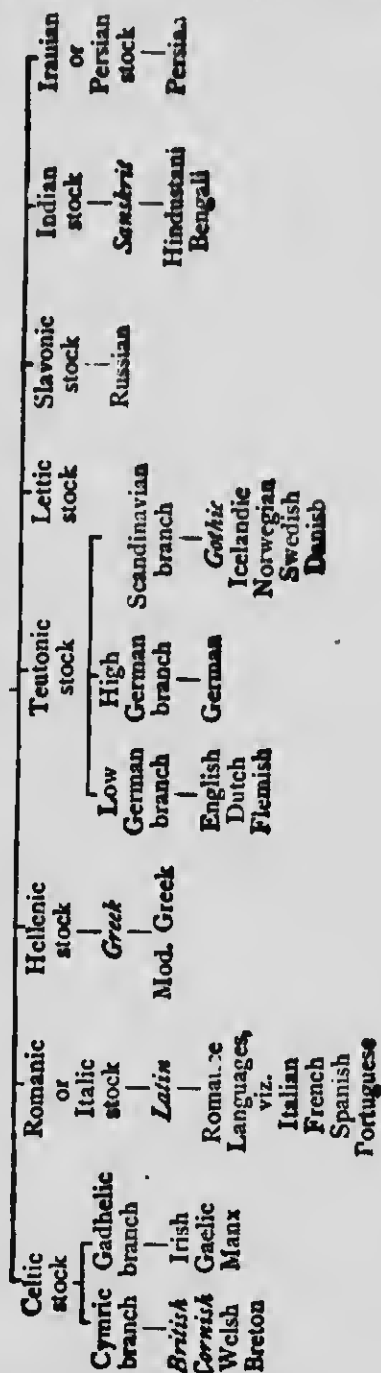 Celtic
stock
Cymric
branch
British
Cornish
Welsh
Breton
Gadhelic
branch
Irish
Gaelic
Manx
Romanic
or
Italic
stock
Latin
Romance
Languages,
viz.
Italian
French
Spanish
Portuguese
Hellenic
stock
Greek
Mod. Greek
Teutonic
stock
Low
German
branch
English
Dutch
Flemish
High
German
branch
German
Scandinavian
branch
Gothic
Icelandic
Norwegian
Swedish
Danish
Lettic
stock
Slavonic
stock
Russian
Indian
stock
Sanskrit
Hindustani
Bengali
Iranian
or
Persian
stock
Persian